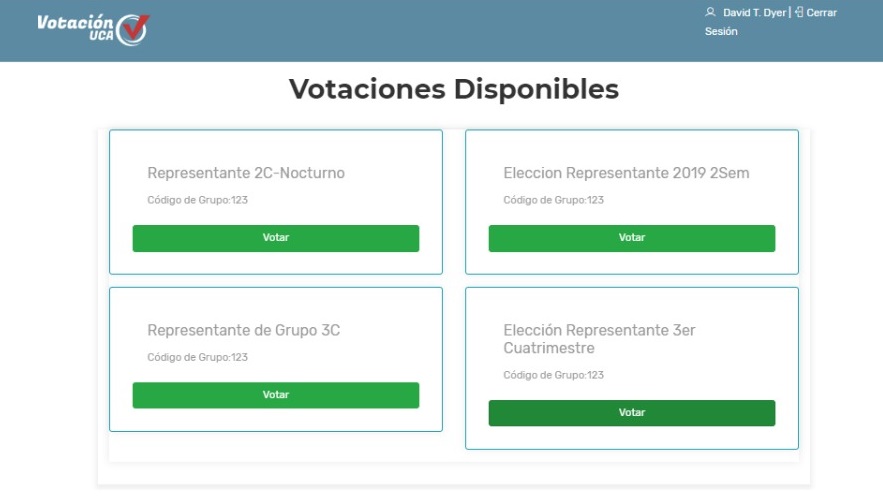 Votación
UCA
David T. Dyer | Cerrar
Sesión
Votaciones Disponibles
Representante 2C-Nocturno
Código de Grupo:123
Votar
Eleccion Representante 2019 2Sem
Código de Grupo:123
Votar
Representante de Grupo 3C
Código de Grupo:123
Votar
Elección Representante 3er
Cuatrimestre
Código de Grupo:123
Votar